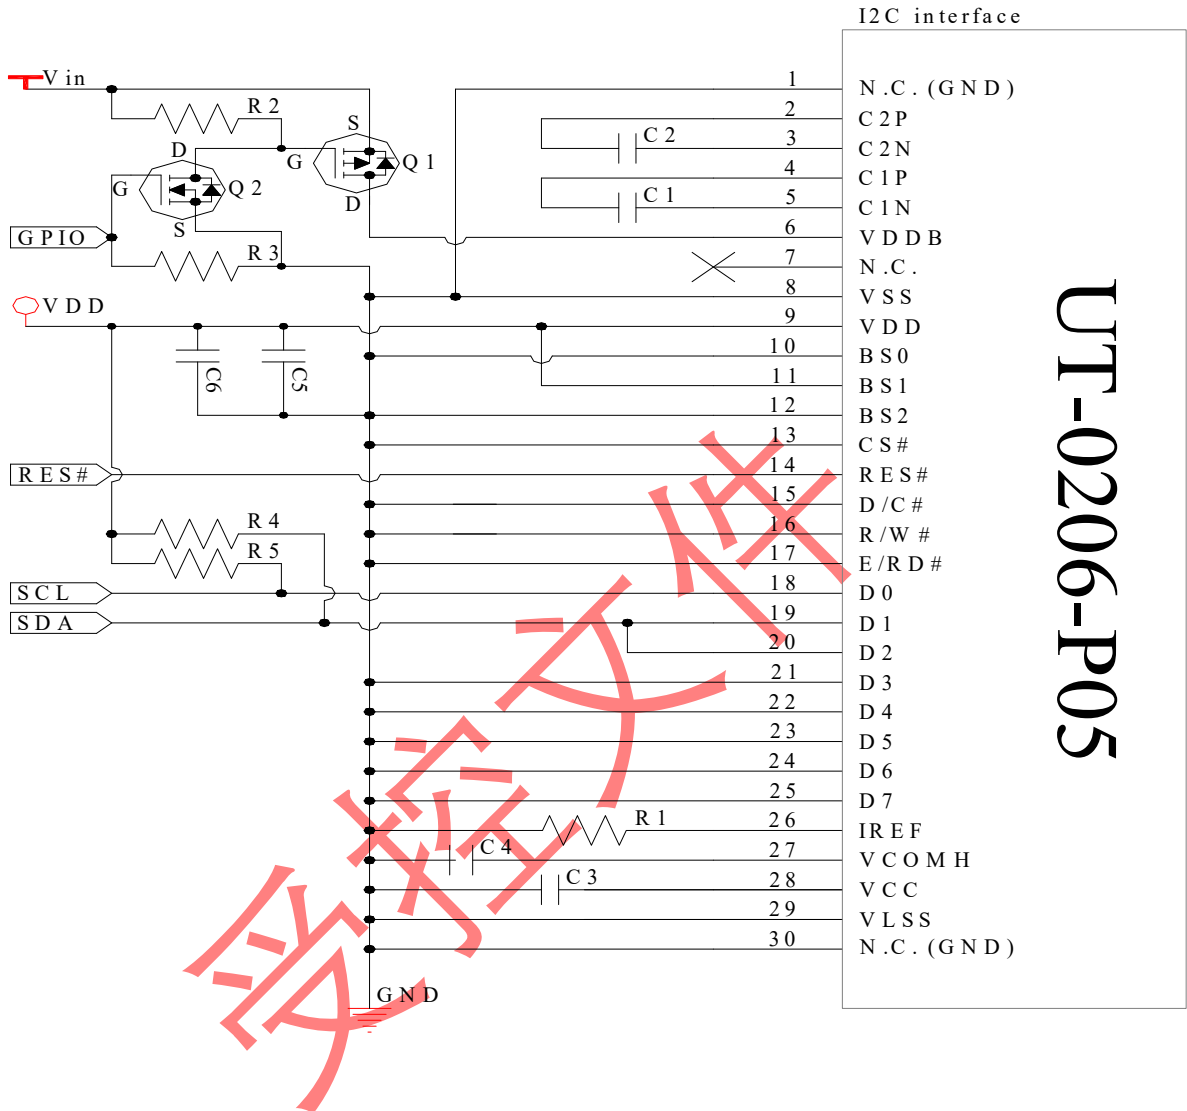 I2C interface
Vin
R2
S
G
Q1
D
D
G
Q2
S
GPIO
R3
VDD
C6
C5
RES#
R4
R5
SCL
SDA
C2
C1
R1
C4
C3
GND
1 N.C.(GND)
2 C2P
3 C2N
4 C1P
5 C1N
6 VDDB
7 N.C.
8 VSS
9 VDD
10 BS0
11 BS1
12 BS2
13 CS#
14 RES#
15 D/C#
16 R/W#
17 E/RD#
18 D0
19 D1
20 D2
21 D3
22 D4
23 D5
24 D6
25 D7
26 IREF
27 VCOMH
28 VCC
29 VLSS
30 N.C.(GND)
UT-0206-P05
受控文件